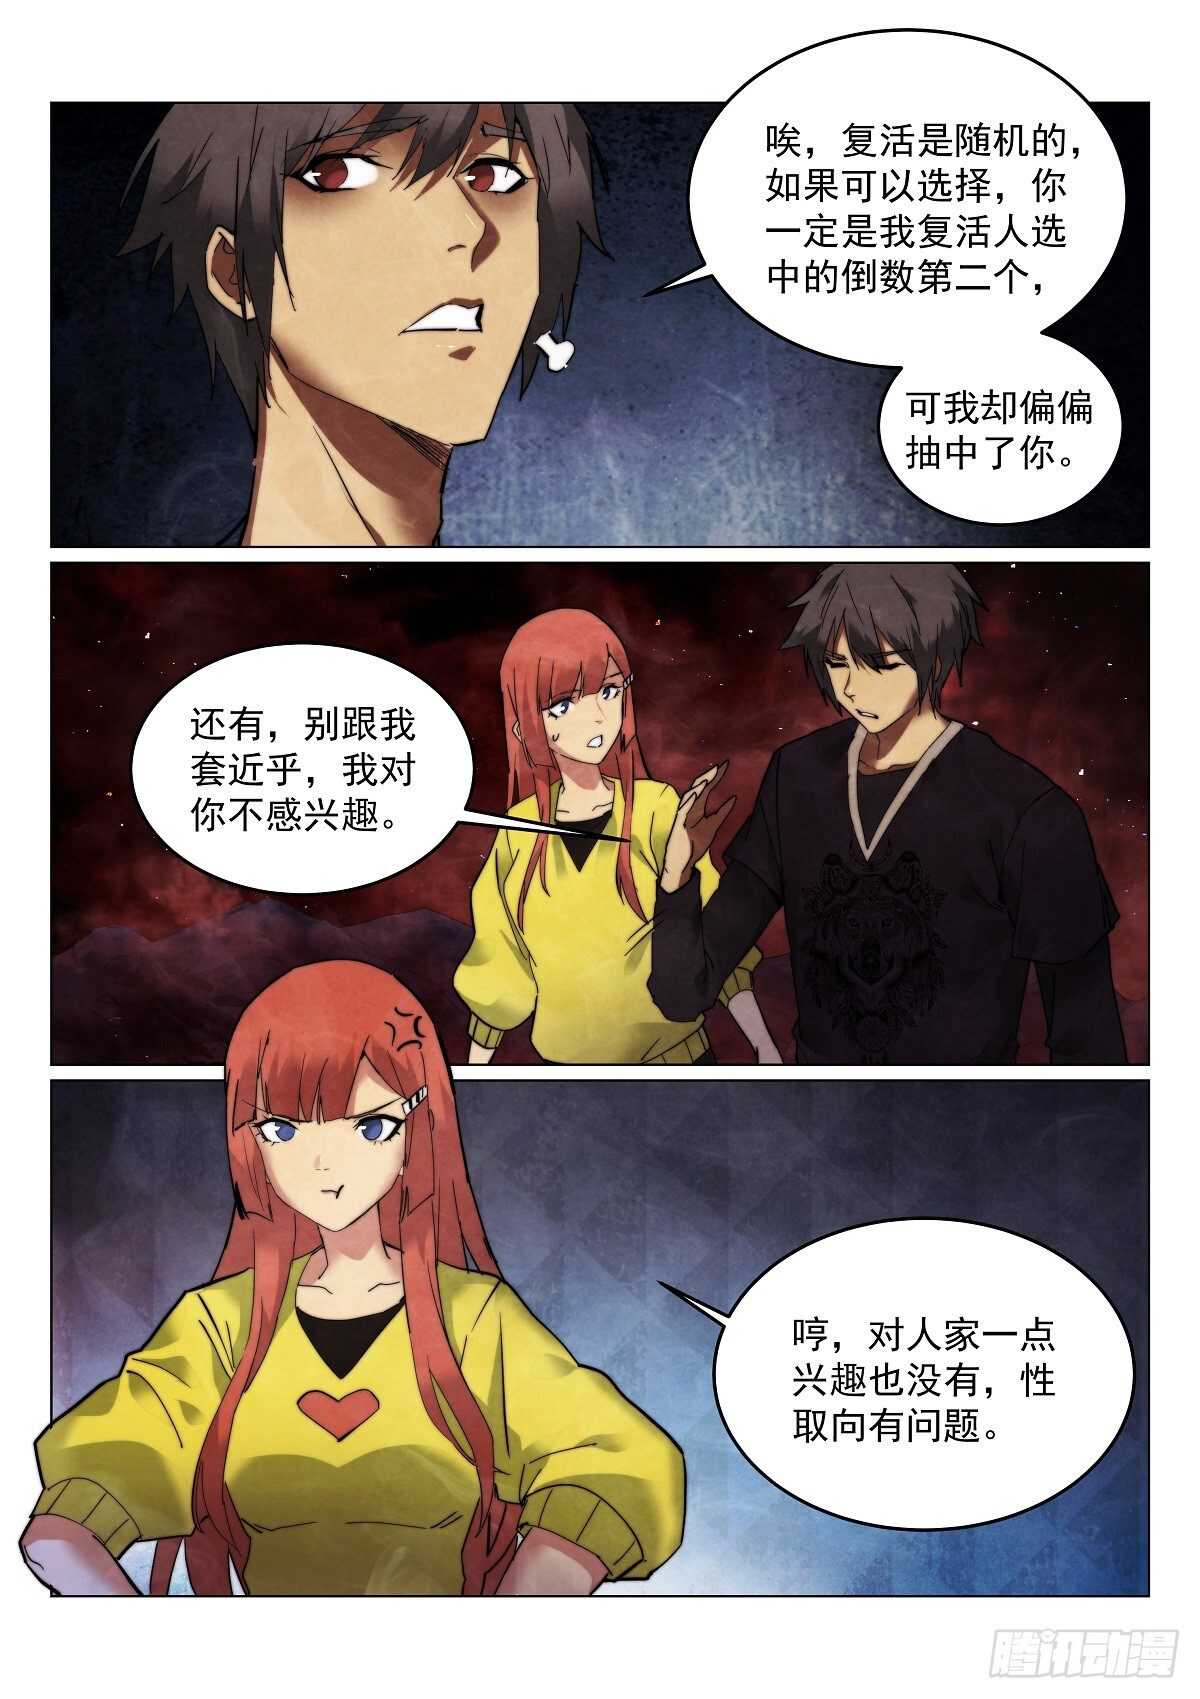 唉，复活是随机的，
如果可以选择，你
一定是我复活人选
中的倒数第二个，
可我却偏偏
抽中了你。
还有，别跟我
套近乎，我对
你不感兴趣。
哼，对人家一点
兴趣也没有，性
取向有问题。
腾讯动漫